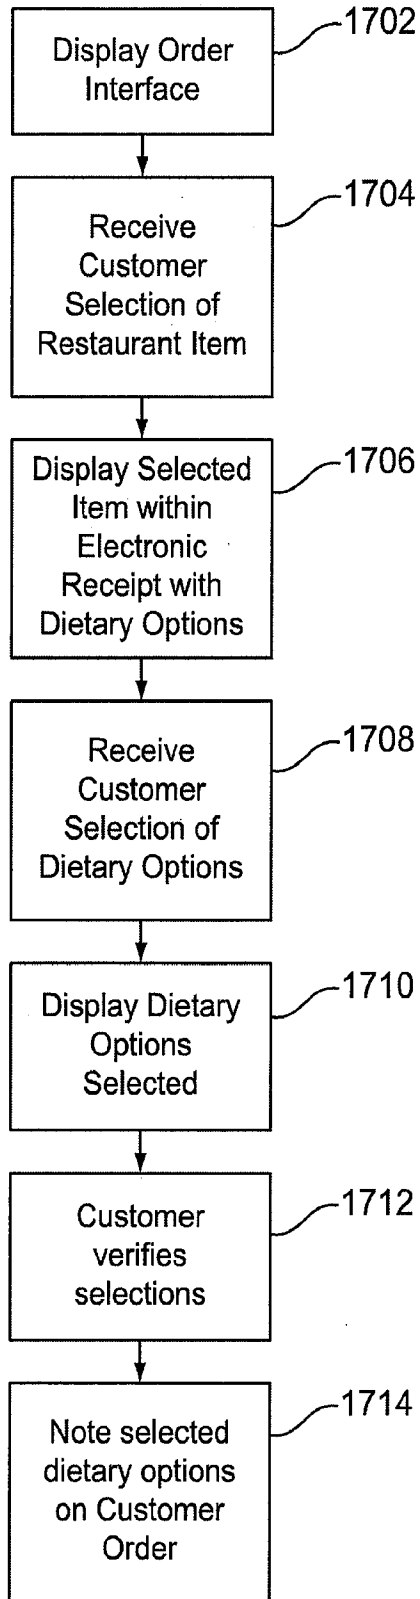 Display Order
Interface
1702
Receive
Customer
Selection of
Restaurant Item
1704
Display Selected
Item within
Electronic
Receipt with
Dietary Options
1706
Receive
Customer
Selection of
Dietary Options
1708
Display Dietary
Options
Selected
1710
Customer
verifies
selections
1712
Note selected
dietary options
on Customer
Order
1714